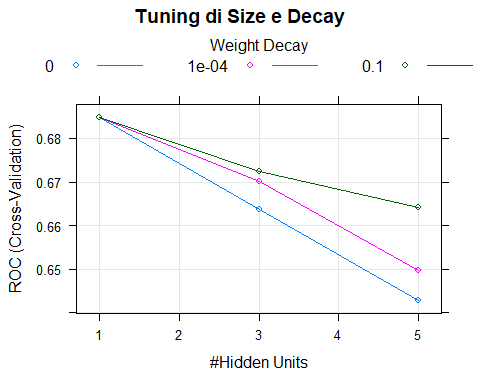 Tuning di Size e Decay
Weight Decay
0 1e-04 0.1
ROC (Cross-Validation)
0.68
0.67
0.66
0.65
1 2 3 4 5
#Hidden Units